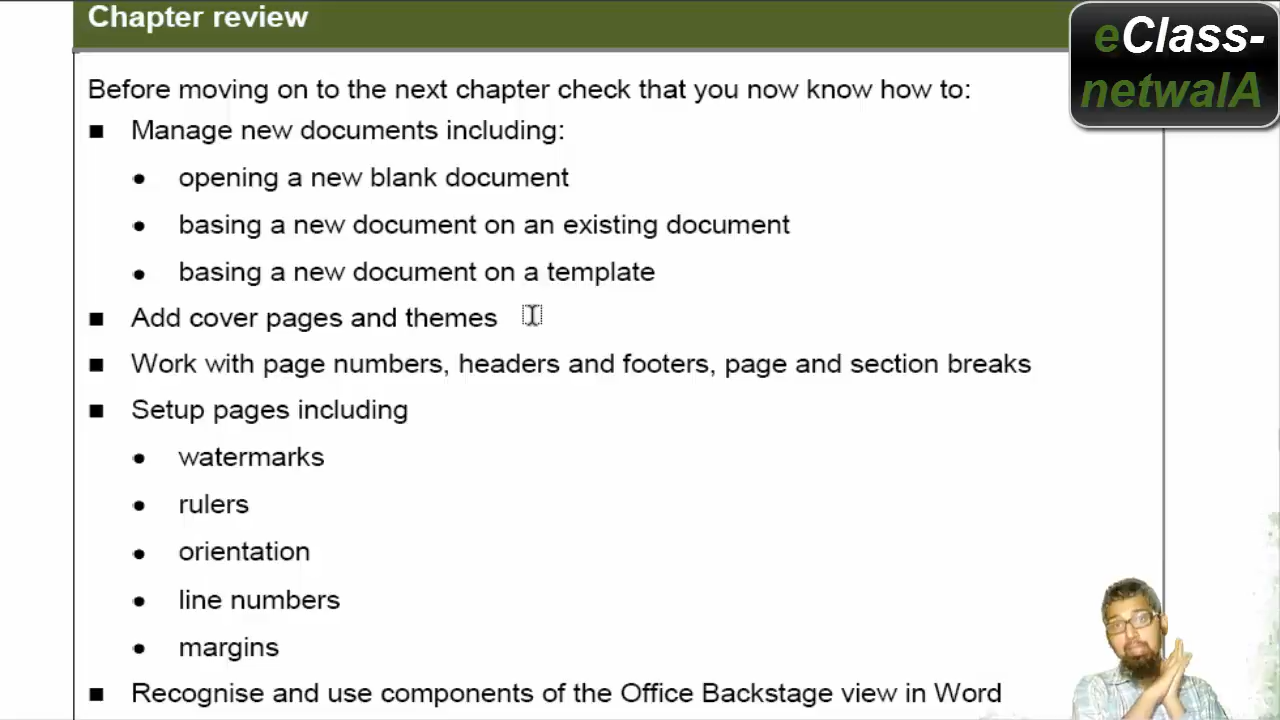 Chapter review
eClass-
netwalA
Before moving on to the next chapter check that you now know how to:
■ Manage new documents including:
• opening a new blank document
• basing a new document on an existing document
• basing a new document on a template
■ Add cover pages and themes
■ Work with page numbers, headers and footers, page and section breaks
■ Setup pages including
• watermarks
• rulers
• orientation
• line numbers
• margins
■ Recognise and use components of the Office Backstage view in Word